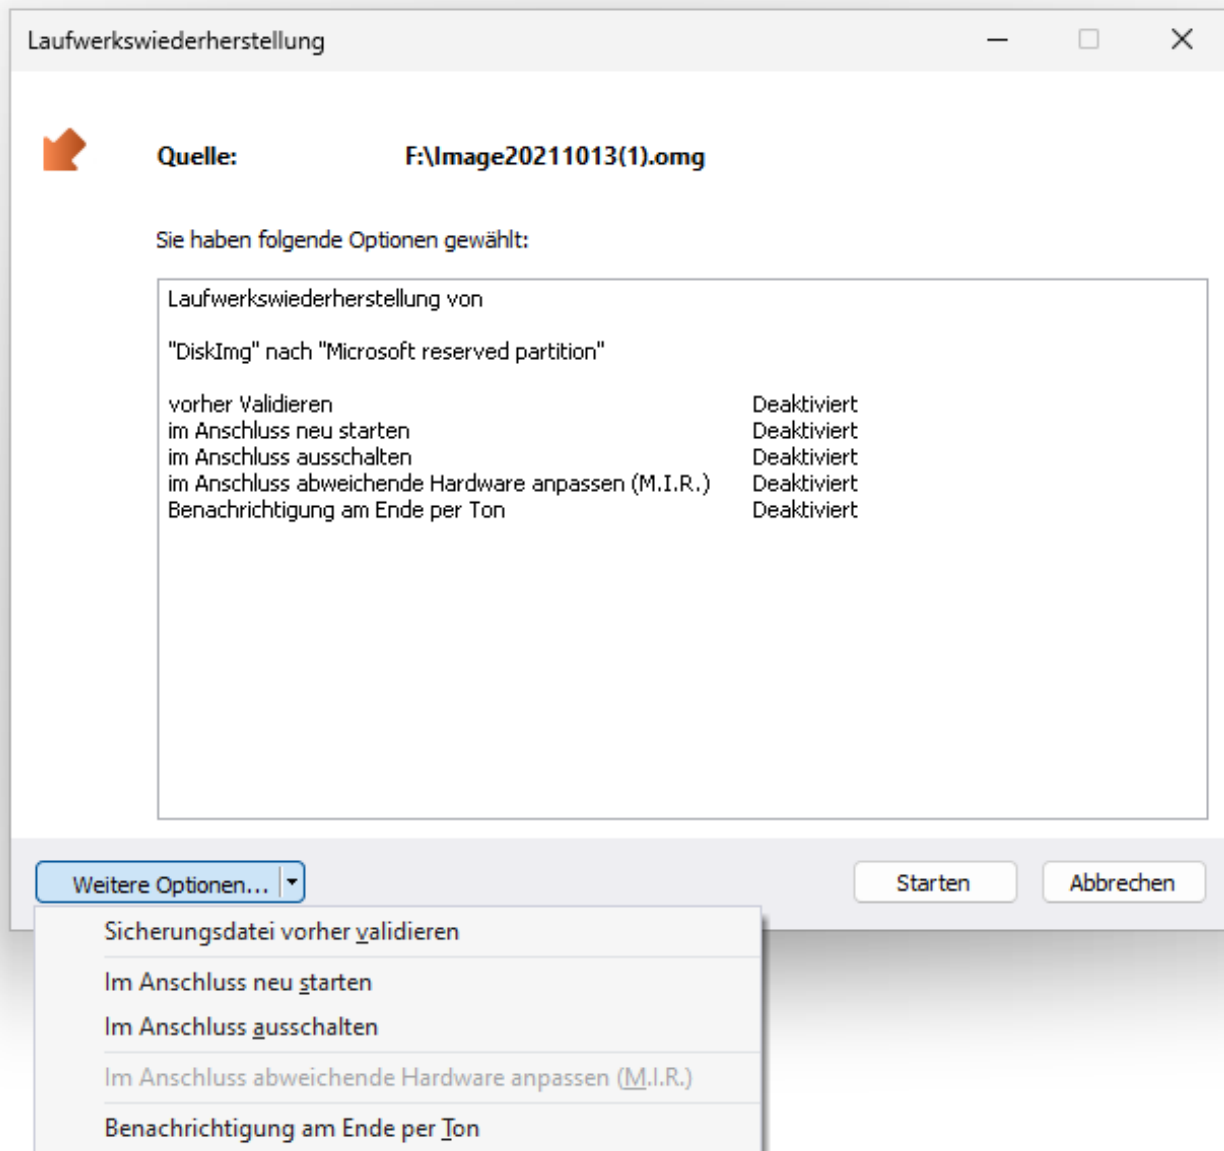 Laufwerkswiederherstellung
Quelle: F:\Image20211013(1).omg
Sie haben folgende Optionen gewählt:
Laufwerkswiederherstellung von
"DiskImg" nach "Microsoft reserved partition"
vorher Validieren Deaktiviert
im Anschluss neu starten Deaktiviert
im Anschluss ausschalten Deaktiviert
im Anschluss abweichende Hardware anpassen (M.I.R.) Deaktiviert
Benachrichtigung am Ende per Ton Deaktiviert
Weitere Optionen... Starten Abbrechen
Sicherungsdatei vorher validieren
Im Anschluss neu starten
Im Anschluss ausschalten
Im Anschluss abweichende Hardware anpassen (M.I.R.)
Benachrichtigung am Ende per Ton